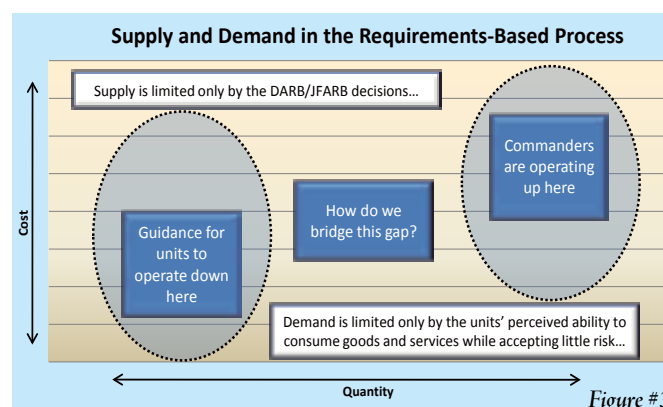 Supply and Demand in the Requirements-Based Process
Supply is limited only by the DARB/JFARB decisions…
Commanders
are operating
up here
How do we
bridge this gap?
Guidance for
units to
operate down
here
Cost
Demand is limited only by the units’ perceived ability to
consume goods and services while accepting little risk…
Quantity
Figure